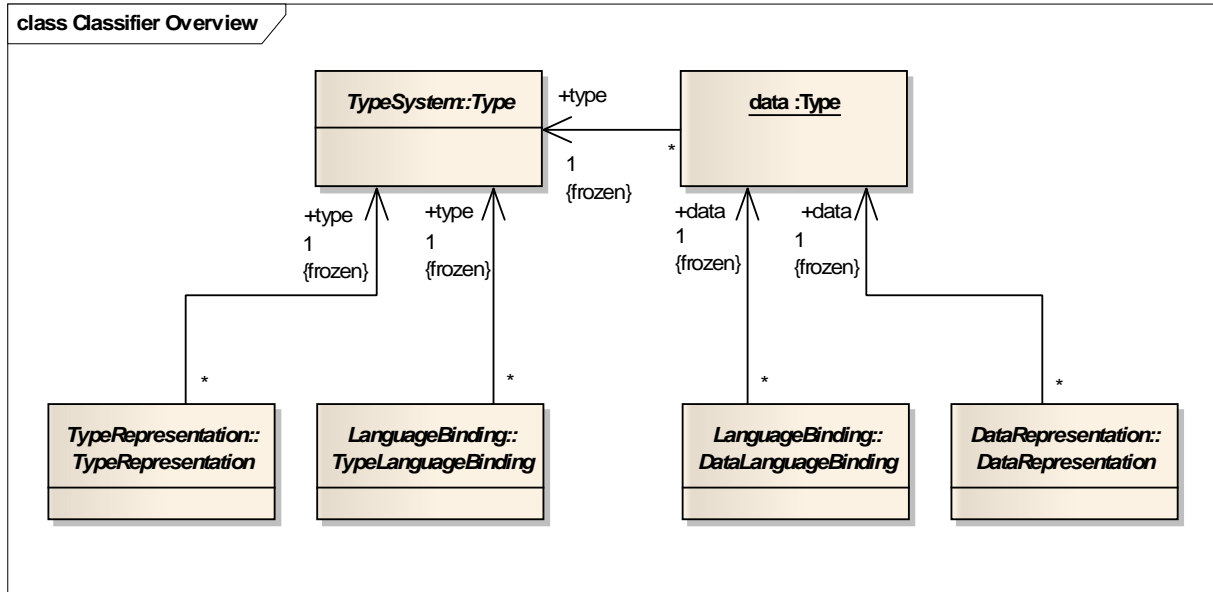 class Classifier Overview
TypeSystem::Type
+type
1
{frozen}
*
data :Type
+type
1
{frozen}
+type
1
{frozen}
+data
1
{frozen}
+data
1
{frozen}
*
*
*
*
TypeRepresentation::
TypeRepresentation
LanguageBinding::
TypeLanguageBinding
LanguageBinding::
DataLanguageBinding
DataRepresentation::
DataRepresentation